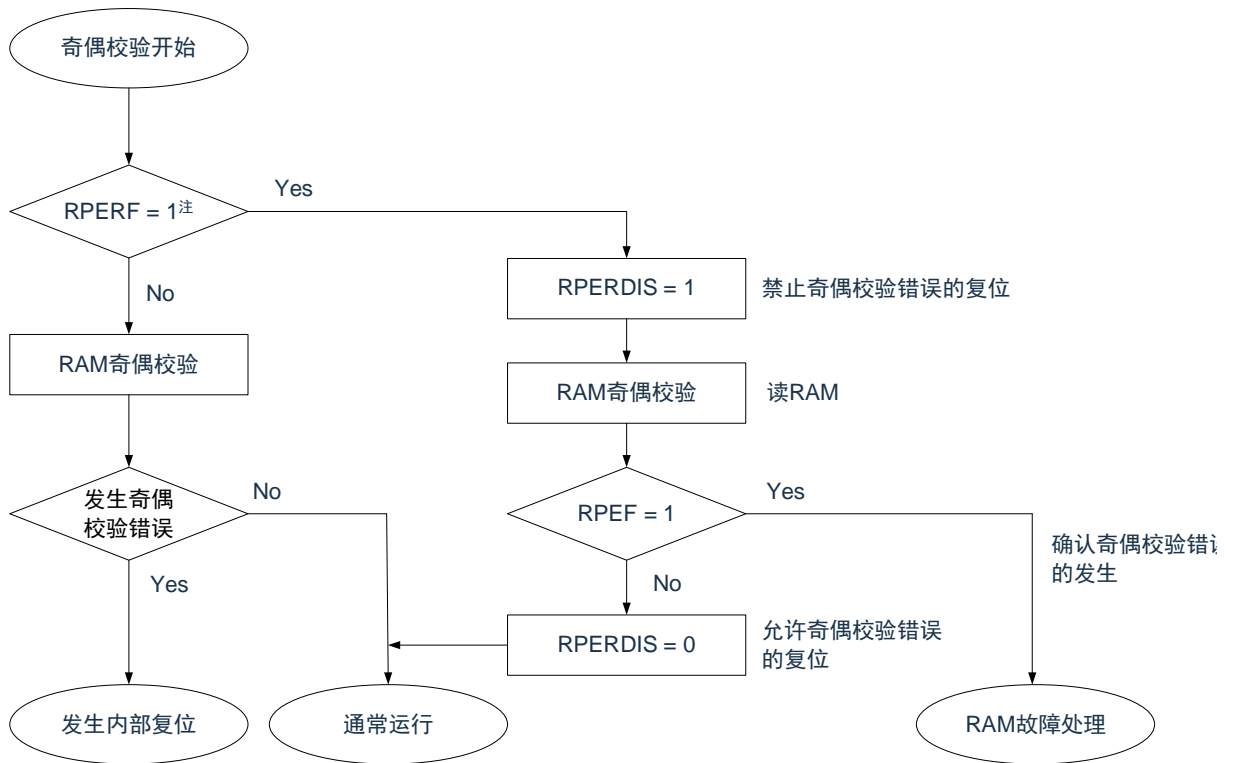 奇偶校验开始
RPERF = 1注
Yes
No
RPERDIS = 1
禁止奇偶校验错误的复位
RAM奇偶校验
RAM奇偶校验
读RAM
发生奇偶
校验错误
No
Yes
RPEF = 1
Yes
No
确认奇偶校验错
的发生
RPERDIS = 0
允许奇偶校验错误
的复位
发生内部复位
通常运行
RAM故障处理